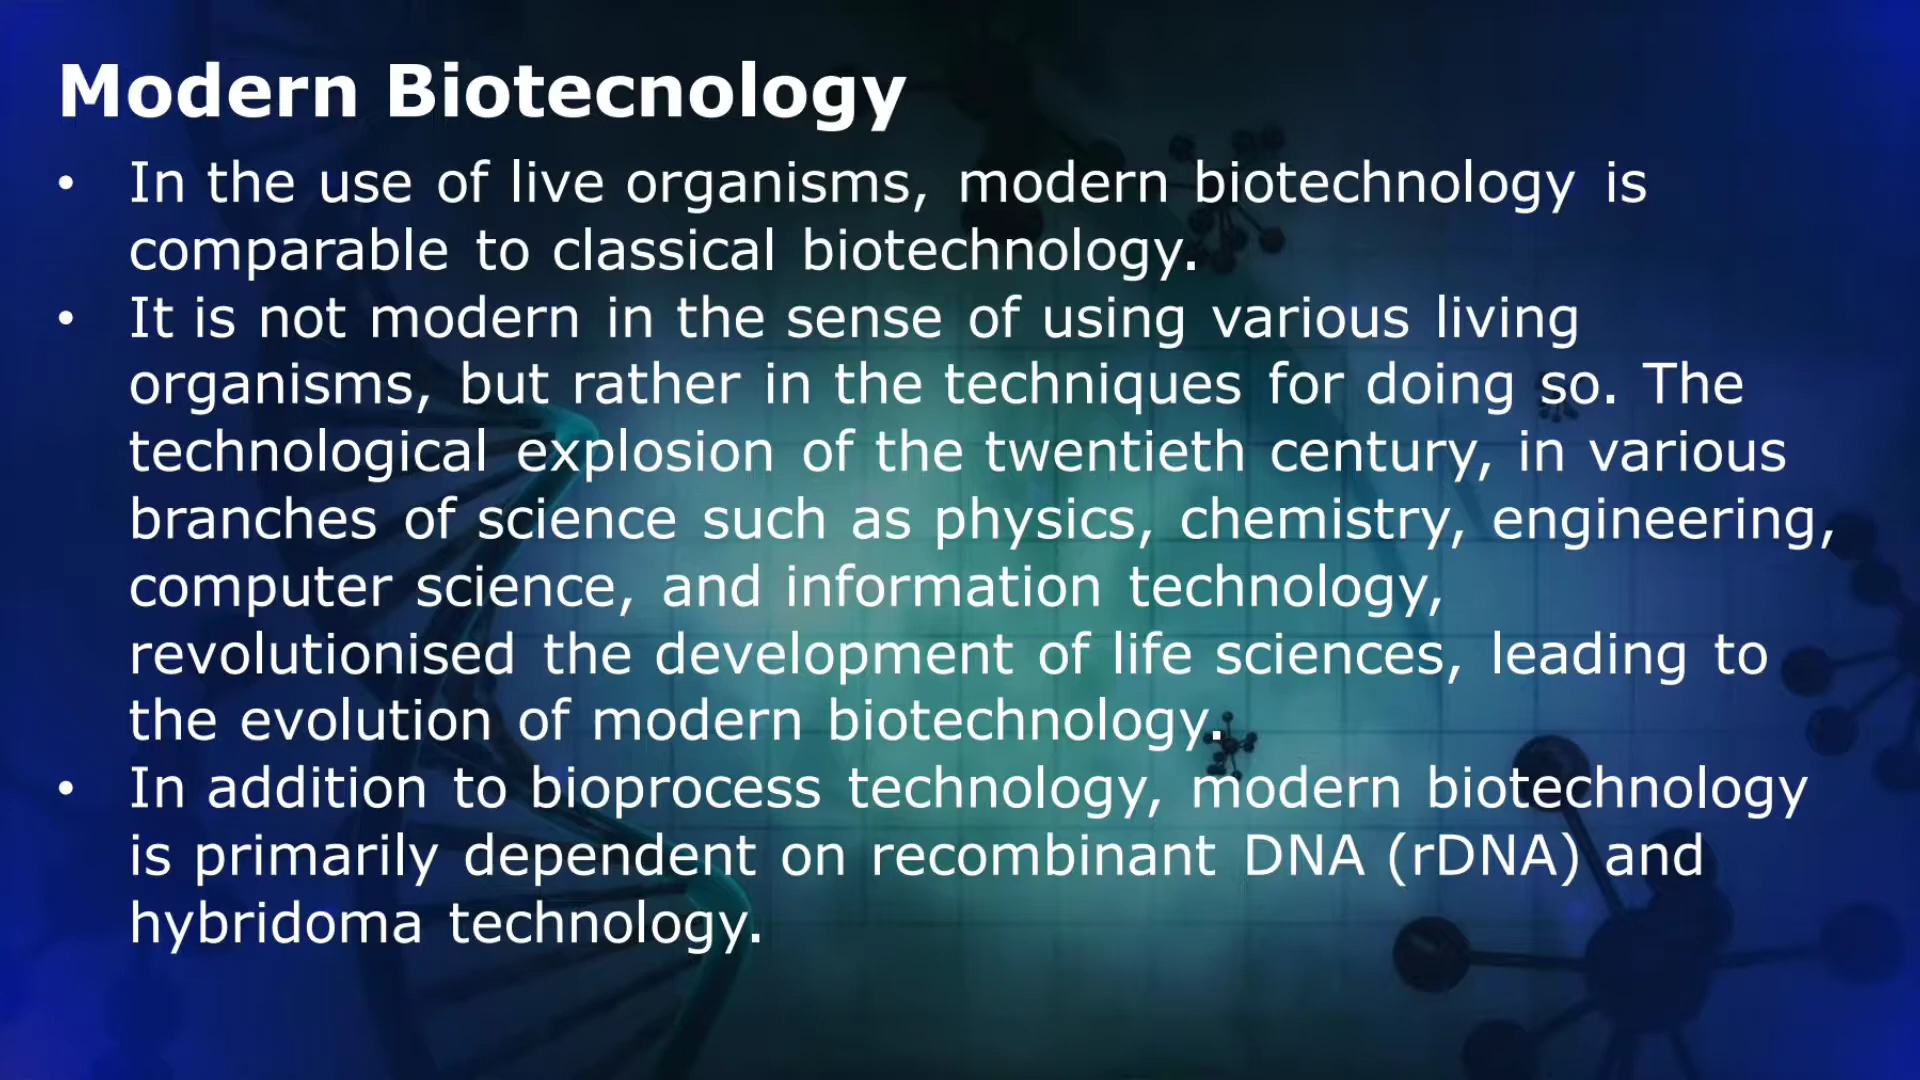 Modern Biotecnology
• In the use of live organisms, modern biotechnology is
comparable to classical biotechnology.
• It is not modern in the sense of using various living
organisms, but rather in the techniques for doing so. The
technological explosion of the twentieth century, in various
branches of science such as physics, chemistry, engineering,
computer science, and information technology,
revolutionised the development of life sciences, leading to
the evolution of modern biotechnology.
• In addition to bioprocess technology, modern biotechnology
is primarily dependent on recombinant DNA (rDNA) and
hybridoma technology.